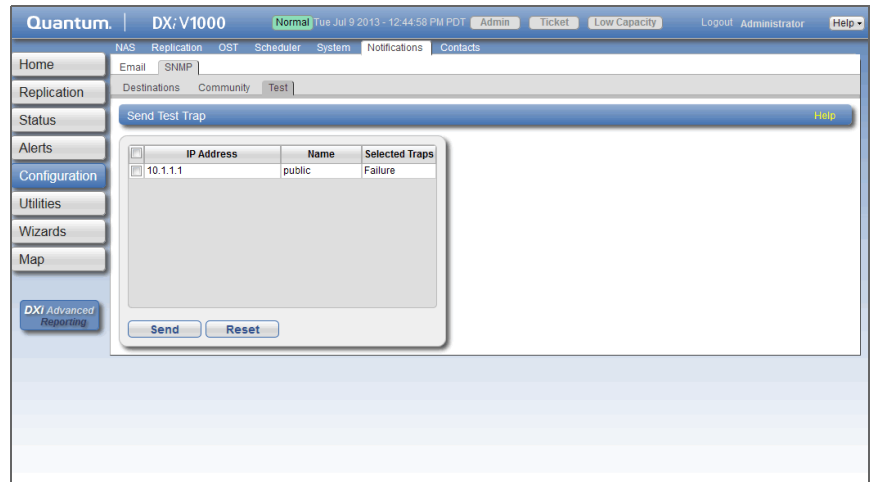 Quantum. DXi V1000 Normal Tue Jul 9 2013 - 12:44:58 PM PDT Admin Ticket Low Capacity Logout Administrator Help
NAS Replication OST Scheduler System Notifications Contacts
Home
Email SNMP
Replication
Destinations Community Test
Status
Send Test Trap Help
Alerts
IP Address Name Selected Traps
Configuration
10.1.1.1 public Failure
Utilities
Wizards
Map
DXi Advanced
Reporting
Send Reset